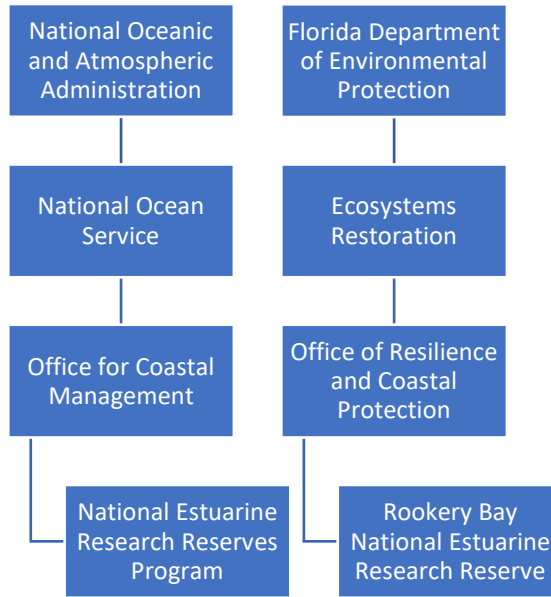 National Oceanic
and Atmospheric
Administration
Florida Department
of Environmental
Protection
National Ocean
Service
Ecosystems
Restoration
Office for Coastal
Management
Office of Resilience
and Coastal
Protection
National Estuarine
Research Reserves
Program
Rookery Bay
National Estuarine
Research Reserve